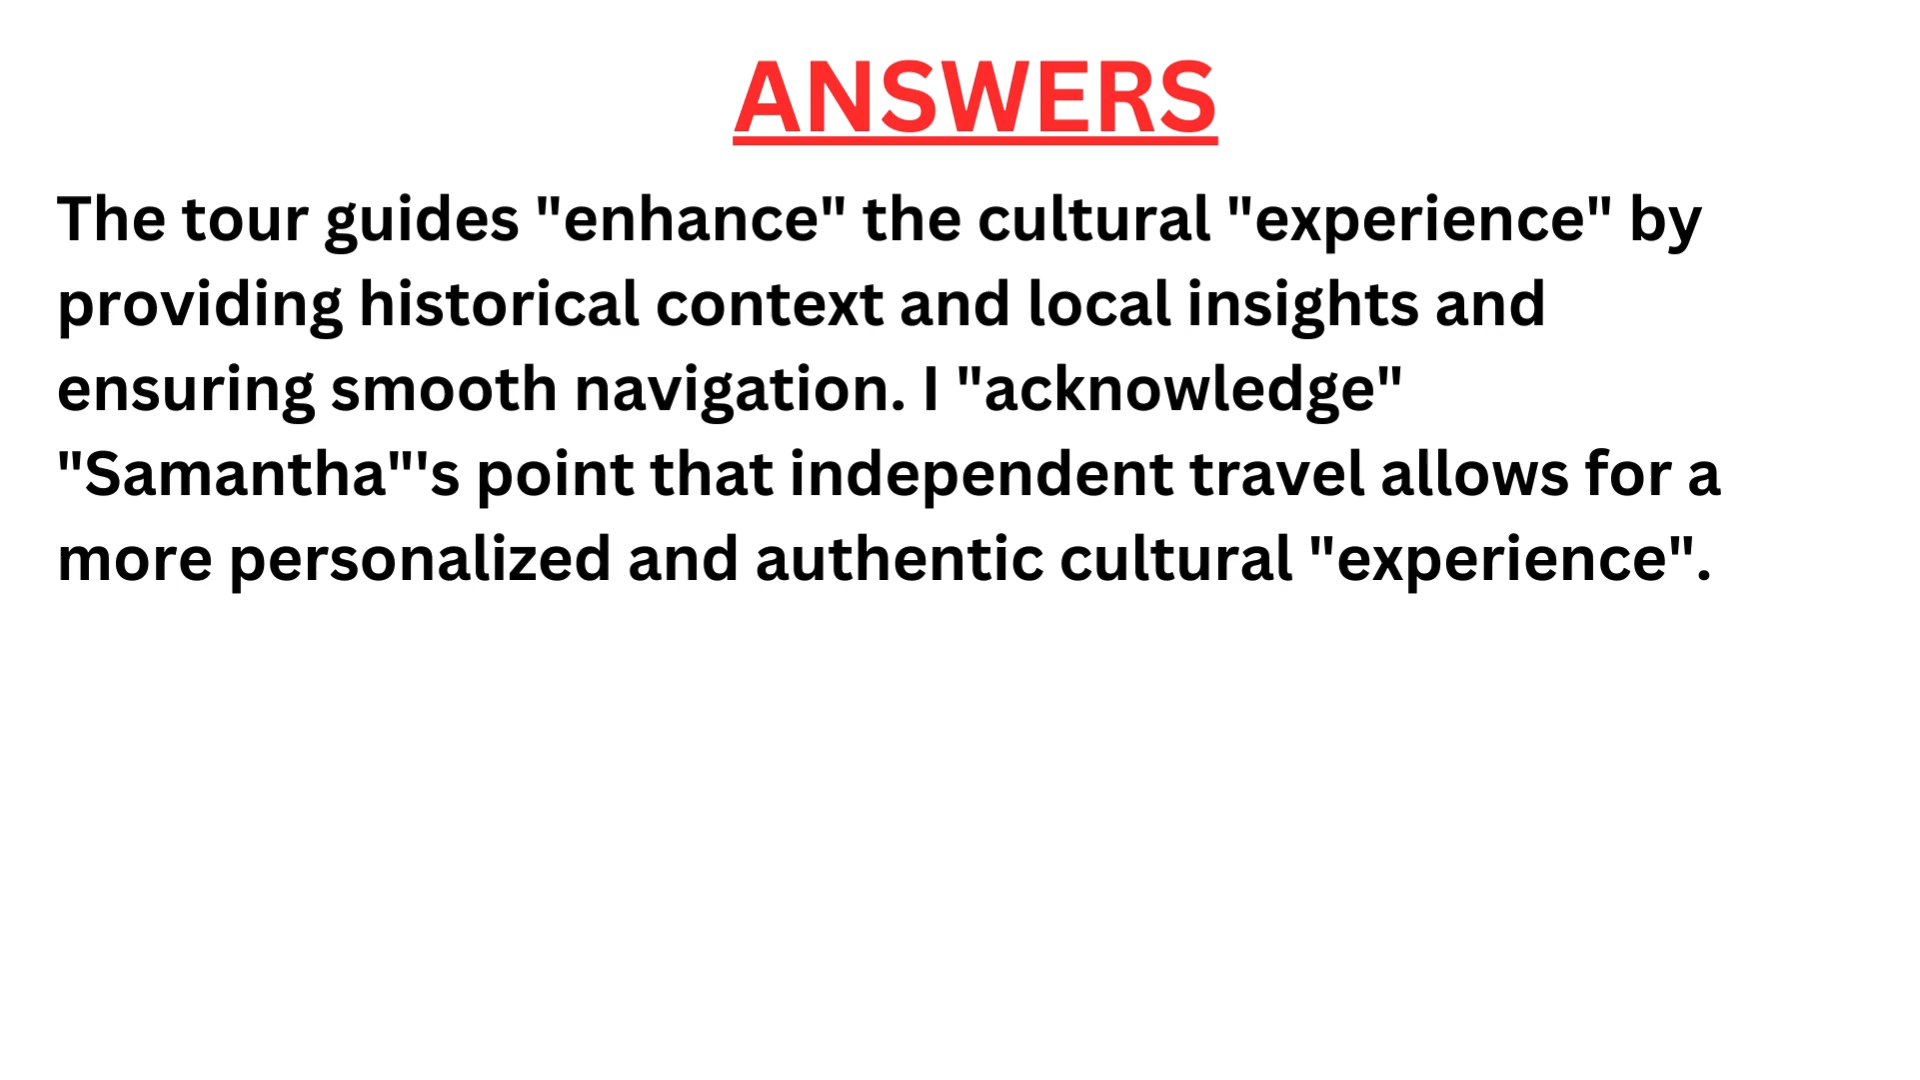 ANSWERS
The tour guides "enhance" the cultural "experience" by
providing historical context and local insights and
ensuring smooth navigation. I "acknowledge"
"Samantha"'s point that independent travel allows for a
more personalized and authentic cultural "experience".